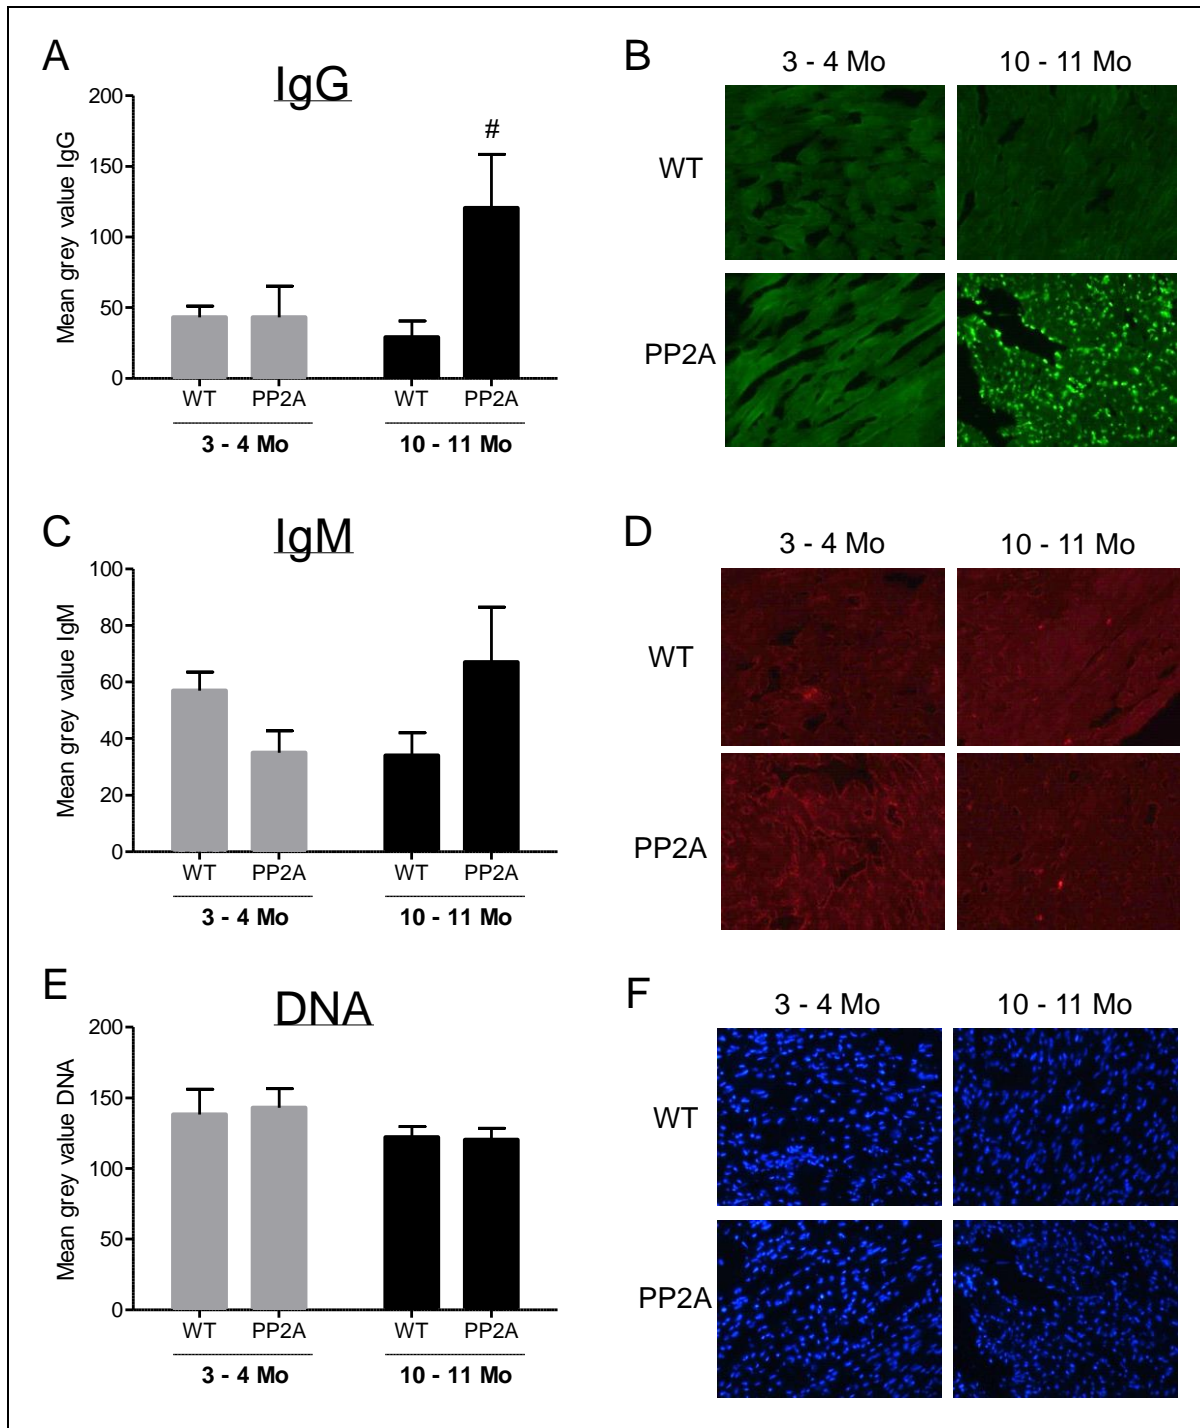 A
IgG
Mean grey value IgG
200
150
100
50
0
#
WT PP2A WT PP2A
3 - 4 Mo 10 - 11 Mo
B
3 - 4 Mo 10 - 11 Mo
WT
PP2A
C
IgM
Mean grey value IgM
100
80
60
40
20
0
WT PP2A WT PP2A
3 - 4 Mo 10 - 11 Mo
D
3 - 4 Mo 10 - 11 Mo
WT
PP2A
E
DNA
Mean grey value DNA
200
150
100
50
0
WT PP2A WT PP2A
3 - 4 Mo 10 - 11 Mo
F
3 - 4 Mo 10 - 11 Mo
WT
PP2A